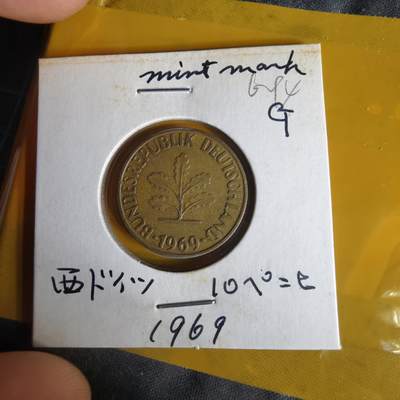 mint mark
G
BUNDESREPUBLIK DEUTSCHLAND
1969
西ドイツ 10ペニヒ
1969